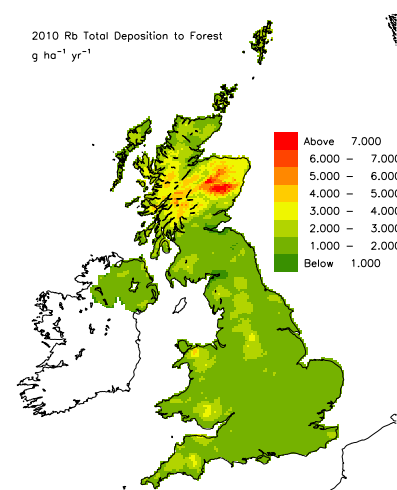 2010 Rb Total Deposition to Forest
g ha⁻¹ yr⁻¹
Above 7.000
6.000 – 7.000
5.000 – 6.000
4.000 – 5.000
3.000 – 4.000
2.000 – 3.000
1.000 – 2.000
Below 1.000